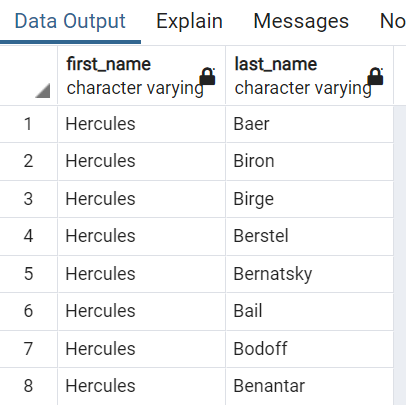 Data Output Explain Messages No
first_name last_name
character varying character varying
1 Hercules Baer
2 Hercules Biron
3 Hercules Birge
4 Hercules Berstel
5 Hercules Bernatsky
6 Hercules Bail
7 Hercules Bodoff
8 Hercules Benantar